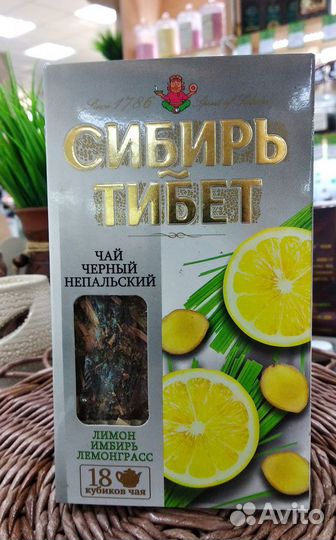 Since 1786
СИБИРЬ
ТИБЕТ
ЧАЙ
ЧЕРНЫЙ
НЕПАЛЬСКИЙ
ЛИМОН
ИМБИРЬ
ЛЕМОНГРАСС
18
КУБИКОВ ЧАЯ
Avito